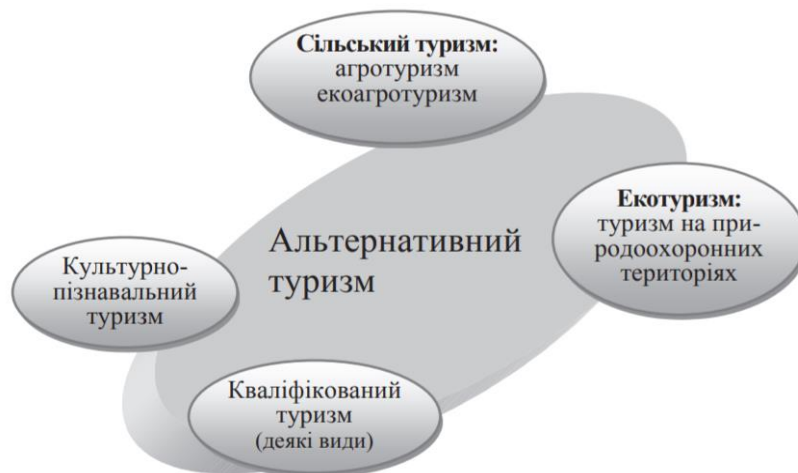 Сільський туризм:
агротуризм
екоагротуризм
Екотуризм:
туризм на при-
родоохоронних
територіях
Альтернативний
туризм
Культурно-
пізнавальний
туризм
Кваліфікований
туризм
(деякі види)